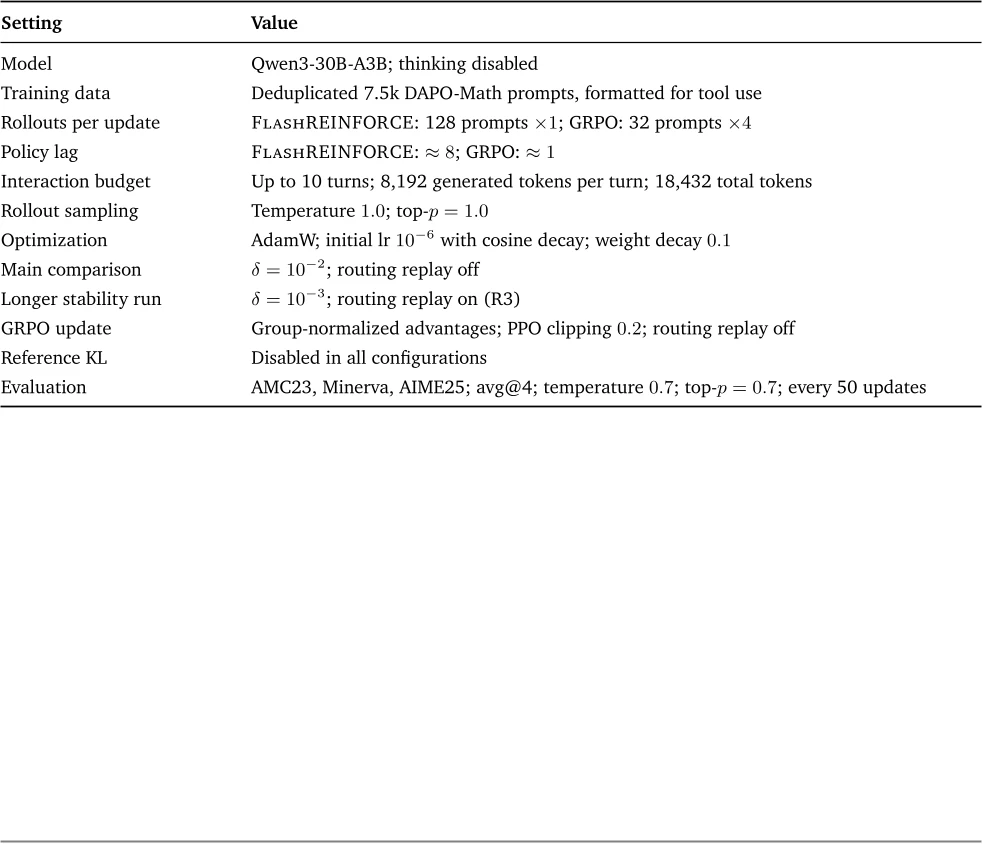 Setting Value
Model Qwen3-30B-A3B; thinking disabled
Training data Deduplicated 7.5k DAPO-Math prompts, formatted for tool use
Rollouts per update FlashREINFORCE: 128 prompts ×1; GRPO: 32 prompts ×4
Policy lag FlashREINFORCE: ≈ 8; GRPO: ≈ 1
Interaction budget Up to 10 turns; 8,192 generated tokens per turn; 18,432 total tokens
Rollout sampling Temperature 1.0; top-p = 1.0
Optimization AdamW; initial lr 10⁻⁶ with cosine decay; weight decay 0.1
Main comparison δ = 10⁻²; routing replay off
Longer stability run δ = 10⁻³; routing replay on (R3)
GRPO update Group-normalized advantages; PPO clipping 0.2; routing replay off
Reference KL Disabled in all configurations
Evaluation AMC23, Minerva, AIME25; avg@4; temperature 0.7; top-p = 0.7; every 50 updates